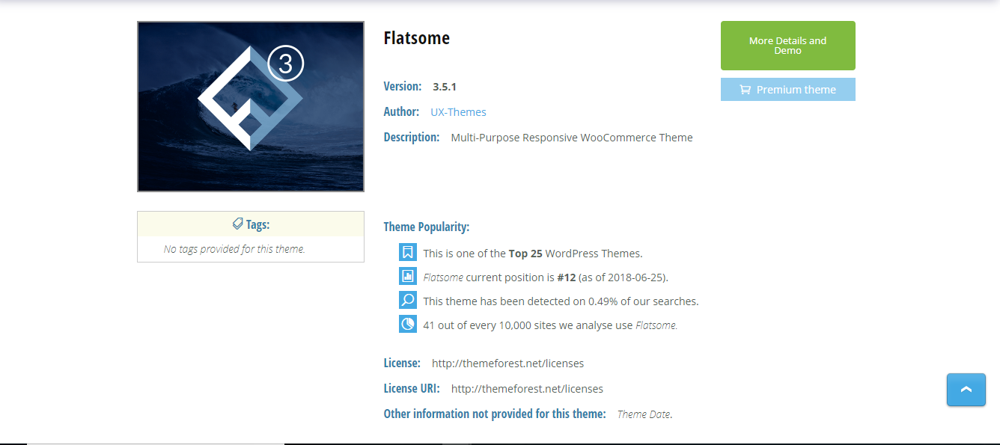 3
Flatsome
More Details and
Demo
Premium theme
Version: 3.5.1
Author: UX-Themes
Description: Multi-Purpose Responsive WooCommerce Theme
Tags:
No tags provided for this theme.
Theme Popularity:
This is one of the Top 25 WordPress Themes.
Flatsome current position is #12 (as of 2018-06-25).
This theme has been detected on 0.49% of our searches.
41 out of every 10,000 sites we analyse use Flatsome.
License: http://themeforest.net/licenses
License URI: http://themeforest.net/licenses
Other information not provided for this theme: Theme Date.